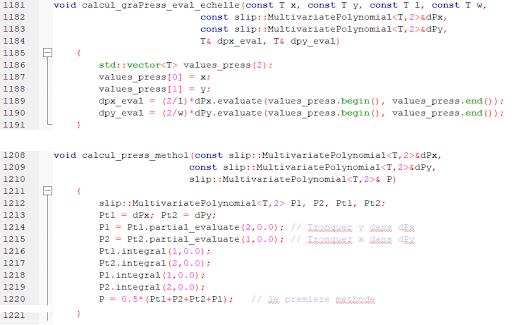 1181 void calcul_graPress_eval_echelle(const T x, const T y, const T l, const T w,
1182 const slip::MultivariatePolynomial<T,2>&dPx,
1183 const slip::MultivariatePolynomial<T,2>&dPy,
1184 T& dpx_eval, T& dpy_eval)
1185 {
1186 std::vector<T> values_press(2);
1187 values_press[0] = x;
1188 values_press[1] = y;
1189 dpx_eval = (2/l)*dPx.evaluate(values_press.begin(), values_press.end());
1190 dpy_eval = (2/w)*dPy.evaluate(values_press.begin(), values_press.end());
1191 }
1208 void calcul_press_methol(const slip::MultivariatePolynomial<T,2>&dPx,
1209 const slip::MultivariatePolynomial<T,2>&dPy,
1210 slip::MultivariatePolynomial<T,2>& P)
1211 {
1212 slip::MultivariatePolynomial<T,2> P1, P2, Pt1, Pt2;
1213 Pt1 = dPx; Pt2 = dPy;
1214 P1 = Pt1.partial_evaluate(2,0.0); // Tronquer y dans dPx
1215 P2 = Pt2.partial_evaluate(1,0.0); // Tronquer x dans dPy
1216 Pt1.integral(1,0.0);
1217 Pt2.integral(2,0.0);
1218 P1.integral(1,0.0);
1219 P2.integral(2,0.0);
1220 P = 0.5*(Pt1+P2+Pt2+P1); // le premiere methode
1221 }